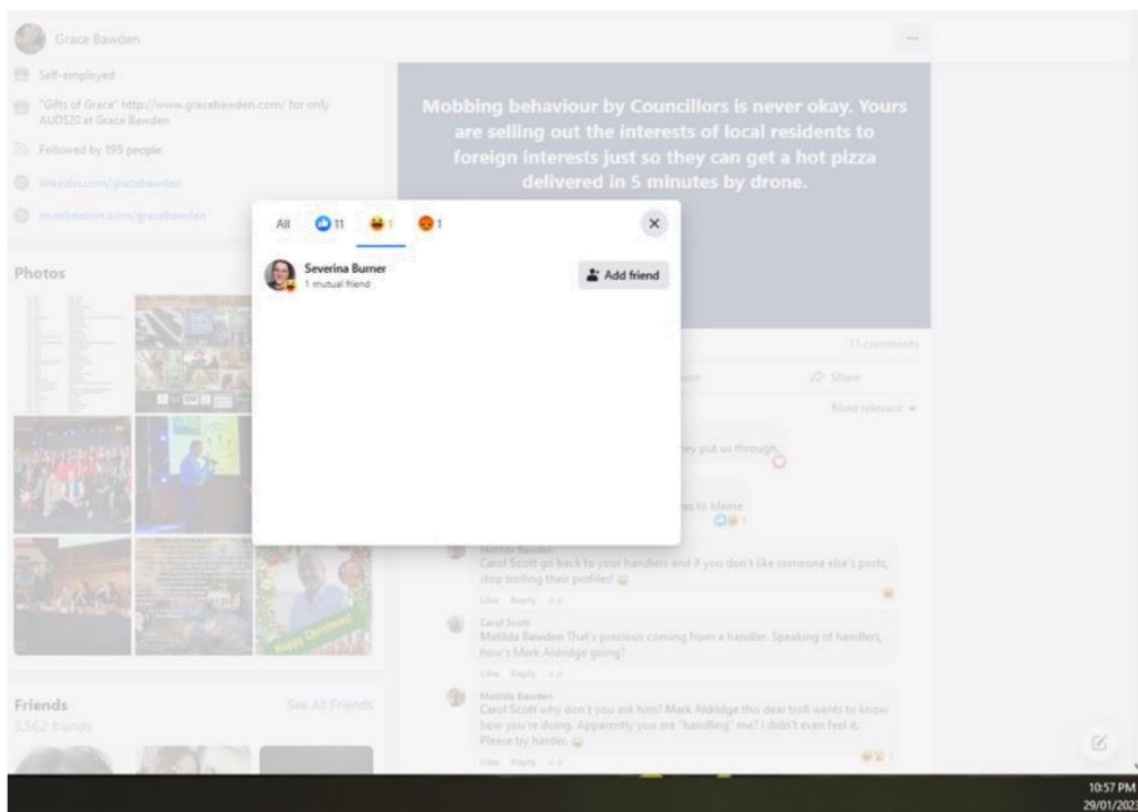 Grace Bawden
Self-employed
"Gifts of Grace" http://www.gracebawden.com/ for only
AUD$20 at Grace Bawden
Followed by 195 people
linkedin.com/gracebawden
reverbnation.com/gracebawden
Photos
Happy Christmas!
Friends
See All Friends
3,562 friends
Mobbing behaviour by Councillors is never okay. Yours
are selling out the interests of local residents to
foreign interests just so they can get a hot pizza
delivered in 5 minutes by drone.
All
11
1
1
Severina Burner
1 mutual friend
Add friend
11 comments
Share
Most relevant
they put us through.
to blame
1
Matilda Bawden
Carol Scott go back to your handlers and if you don't like someone else's posts,
stop trolling their profiles!
Like Reply
Carol Scott
Matilda Bawden That's precious coming from a handler. Speaking of handlers,
how's Mark Aldridge going?
Like Reply
Matilda Bawden
Carol Scott why don't you ask him? Mark Aldridge this dear troll wants to know
how you're doing. Apparently you are "handling" me? I didn't even feel it.
Please try harder.
Like Reply
10:57 PM
29/01/202